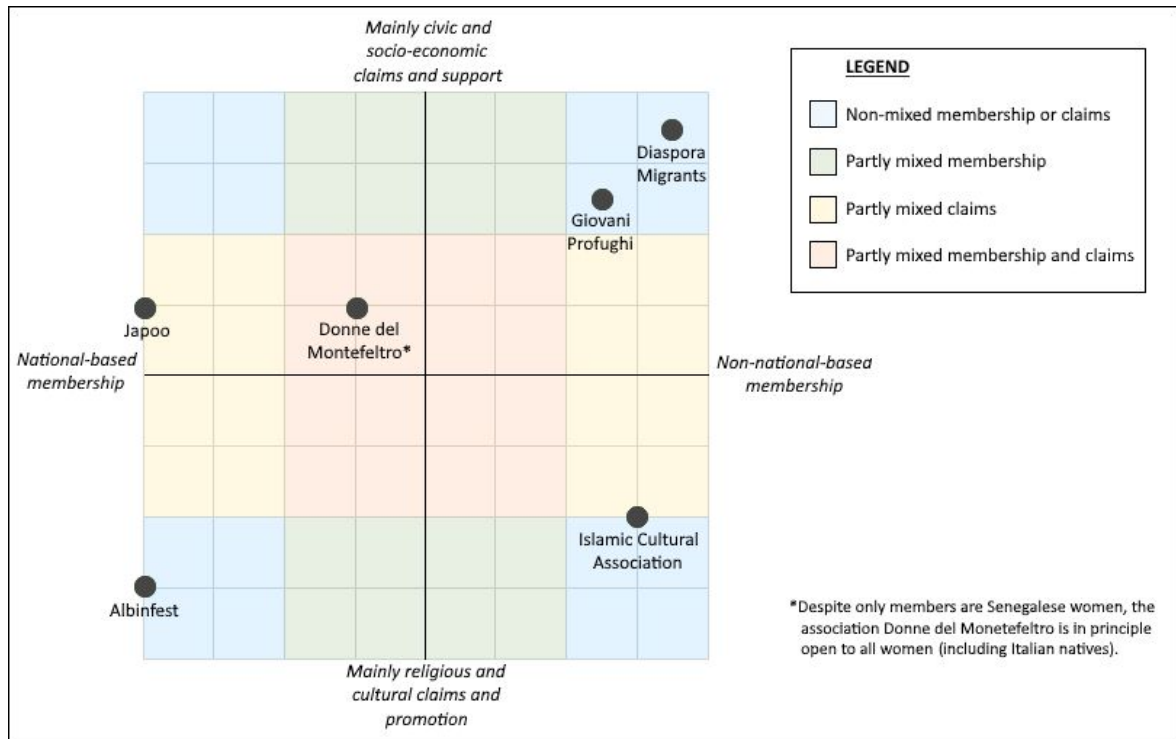 Mainly civic and
socio-economic
claims and support
LEGEND
Non-mixed membership or claims
Partly mixed membership
Partly mixed claims
Partly mixed membership and claims
Diaspora
Migrants
Giovani
Profughi
Japoo
Donne del
Montefeltro*
National-based
membership
Non-national-based
membership
Islamic Cultural
Association
Albinfest
*Despite only members are Senegalese women, the
association Donne del Monetefeltro is in principle
open to all women (including Italian natives).
Mainly religious and
cultural claims and
promotion